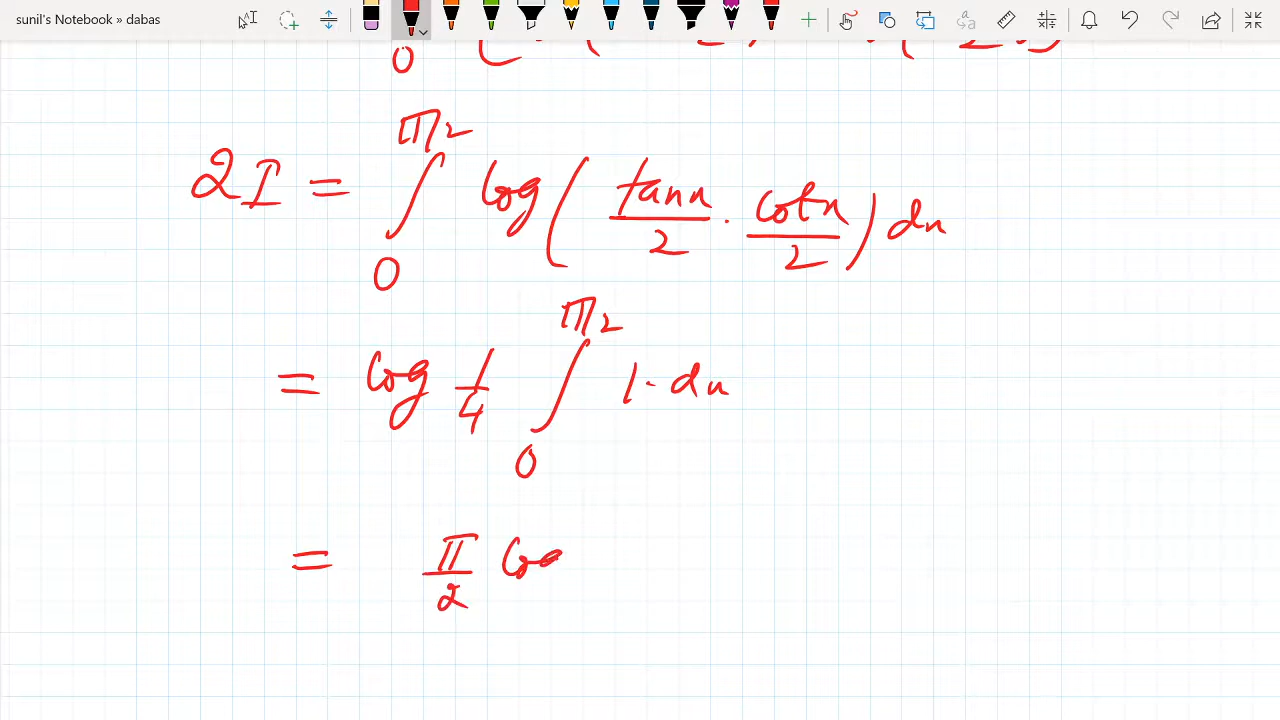 sunil's Notebook » dabas
0
2I = ∫₀^(π/2) log( tanx/2 · cotx/2 ) dx
= log 1/4 ∫₀^(π/2) 1· dx
= π/2 log